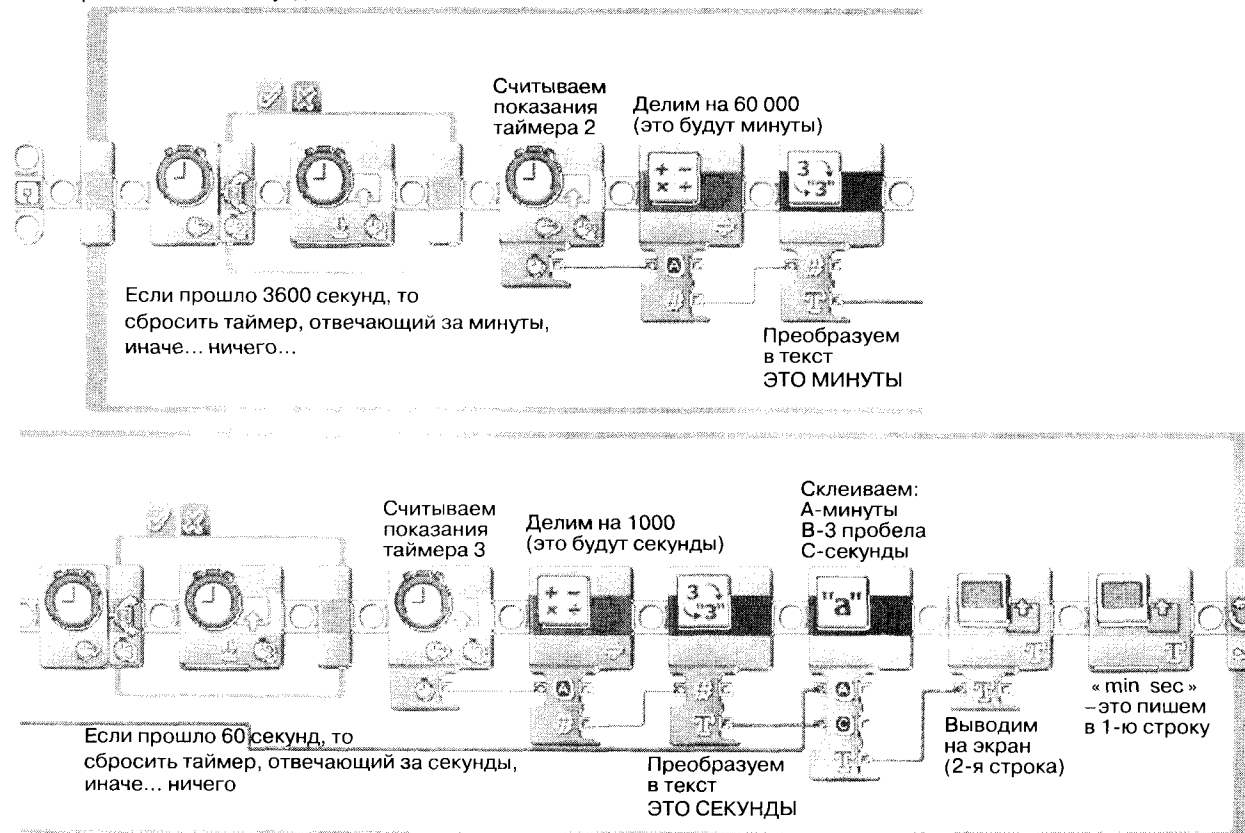 Считываем
показания
таймера 2
Делим на 60 000
(это будут минуты)
Если прошло 3600 секунд, то
сбросить таймер, отвечающий за минуты,
иначе... ничего...
Преобразуем
в текст
ЭТО МИНУТЫ
Считываем
показания
таймера 3
Делим на 1000
(это будут секунды)
Склеиваем:
А-минуты
В-3 пробела
С-секунды
Если прошло 60 секунд, то
сбросить таймер, отвечающий за секунды,
иначе... ничего
Преобразуем
в текст
ЭТО СЕКУНДЫ
Выводим
на экран
(2-я строка)
« min sec »
–это пишем
в 1-ю строку